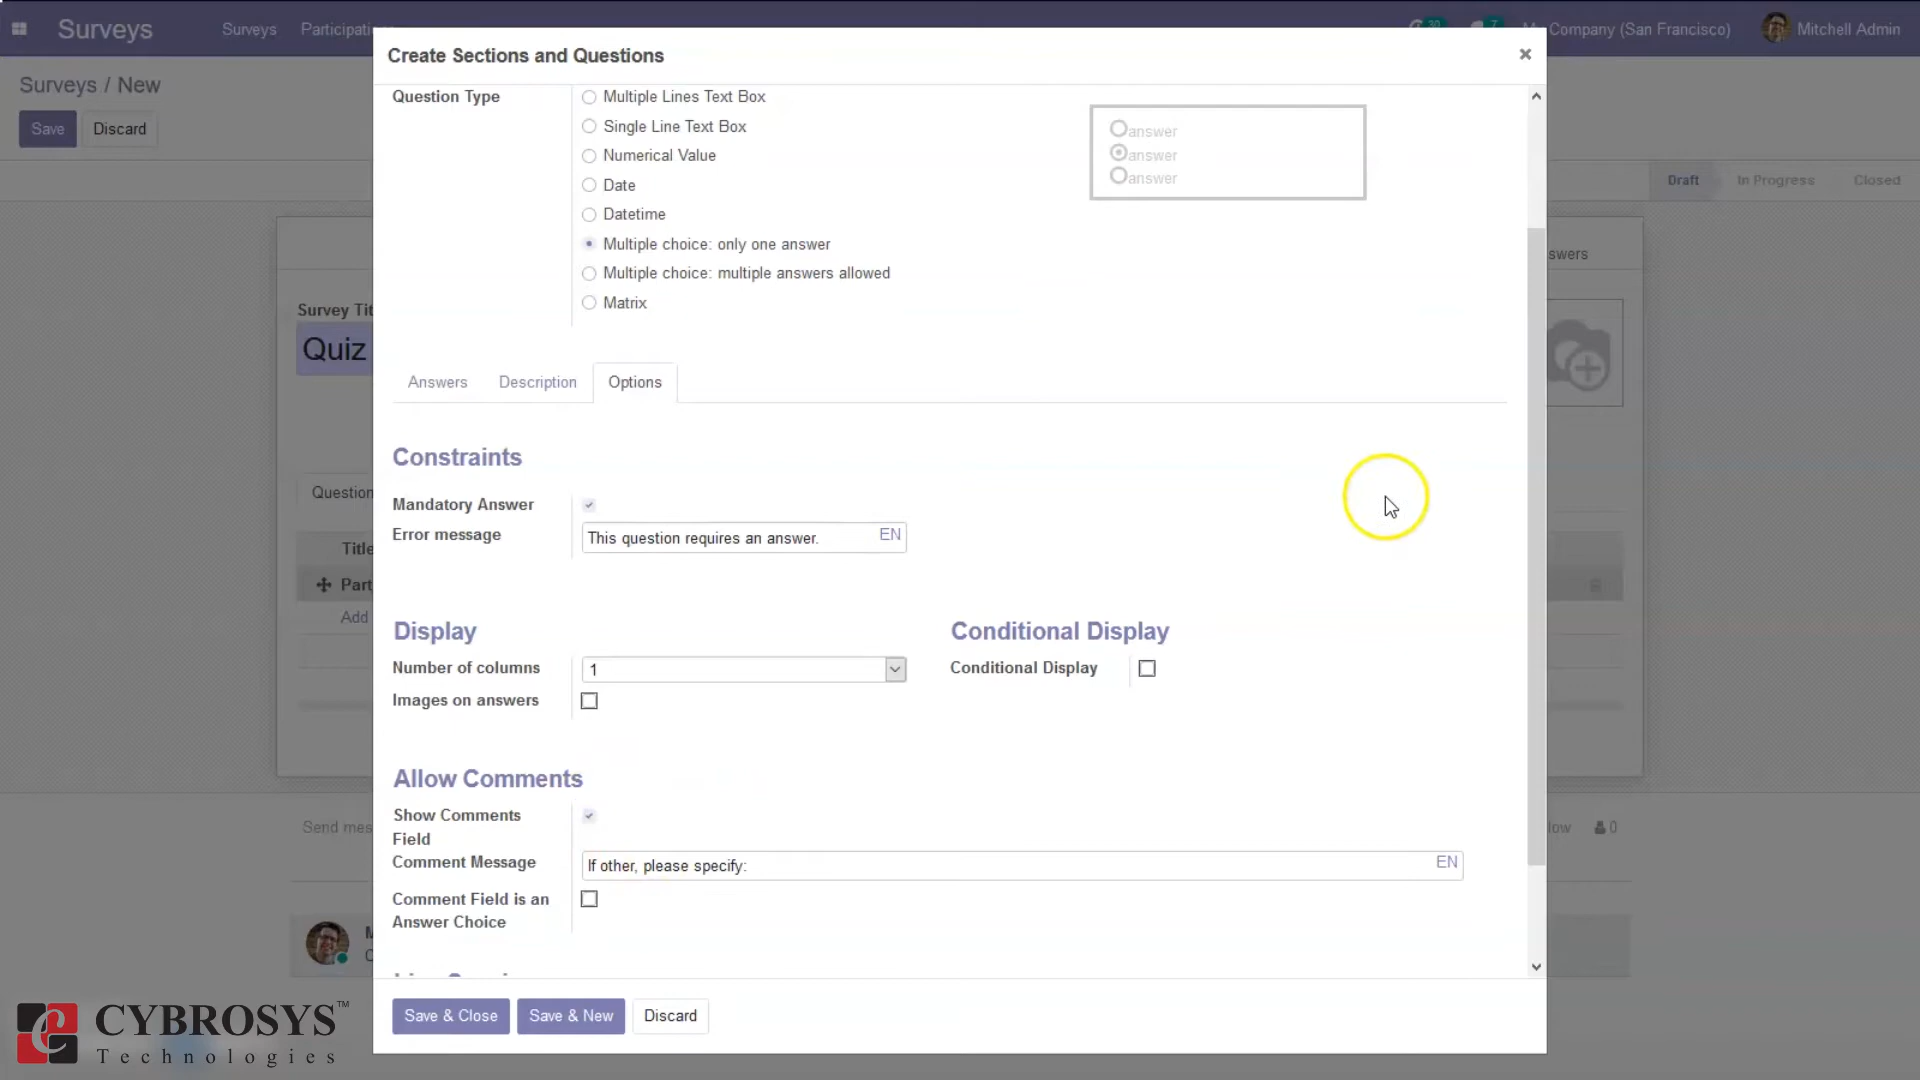 Surveys
Surveys
Participati
30
7
My Company (San Francisco)
Mitchell Admin
Surveys / New
Save
Discard
Draft
In Progress
Closed
swers
Survey Tit
Quiz
Question
Title
Part
Add
Send mes
low
0
M
C
Create Sections and Questions
Question Type
Multiple Lines Text Box
Single Line Text Box
Numerical Value
Date
Datetime
Multiple choice: only one answer
Multiple choice: multiple answers allowed
Matrix
answer
answer
answer
Answers
Description
Options
Constraints
Mandatory Answer
Error message
This question requires an answer.
EN
Display
Number of columns
1
Images on answers
Conditional Display
Conditional Display
Allow Comments
Show Comments
Field
Comment Message
If other, please specify:
EN
Comment Field is an
Answer Choice
Save & Close
Save & New
Discard
CYBROSYS™
Technologies